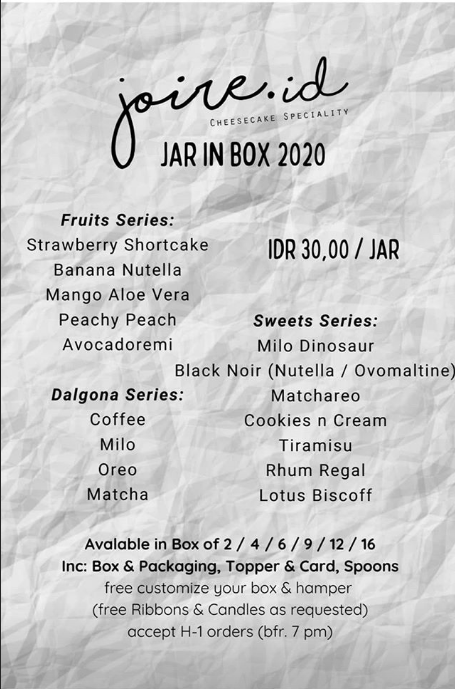 joire.id
CHEESECAKE SPECIALITY
JAR IN BOX 2020
Fruits Series:
Strawberry Shortcake
Banana Nutella
Mango Aloe Vera
Peachy Peach
Avocadoremi
Dalgona Series:
Coffee
Milo
Oreo
Matcha
IDR 30,00 / JAR
Sweets Series:
Milo Dinosaur
Black Noir (Nutella / Ovomaltine)
Matchareo
Cookies n Cream
Tiramisu
Rhum Regal
Lotus Biscoff
Avalable in Box of 2 / 4 / 6 / 9 / 12 / 16
Inc: Box & Packaging, Topper & Card, Spoons
free customize your box & hamper
(free Ribbons & Candles as requested)
accept H-1 orders (bfr. 7 pm)